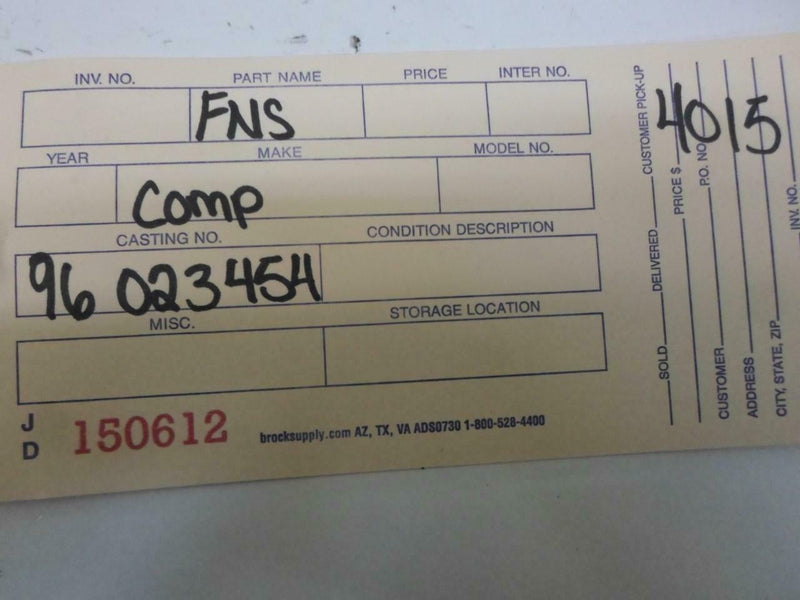 INV. NO. PART NAME PRICE INTER NO.
FNS
YEAR MAKE MODEL NO.
Comp
CASTING NO. CONDITION DESCRIPTION
96 023454
MISC. STORAGE LOCATION
J
D
150612
brocksupply.com AZ, TX, VA ADS0730 1-800-528-4400
SOLD DELIVERED CUSTOMER PICK-UP
PRICE $
P.O. NO.
CUSTOMER
ADDRESS
CITY, STATE, ZIP
INV. NO.
4015